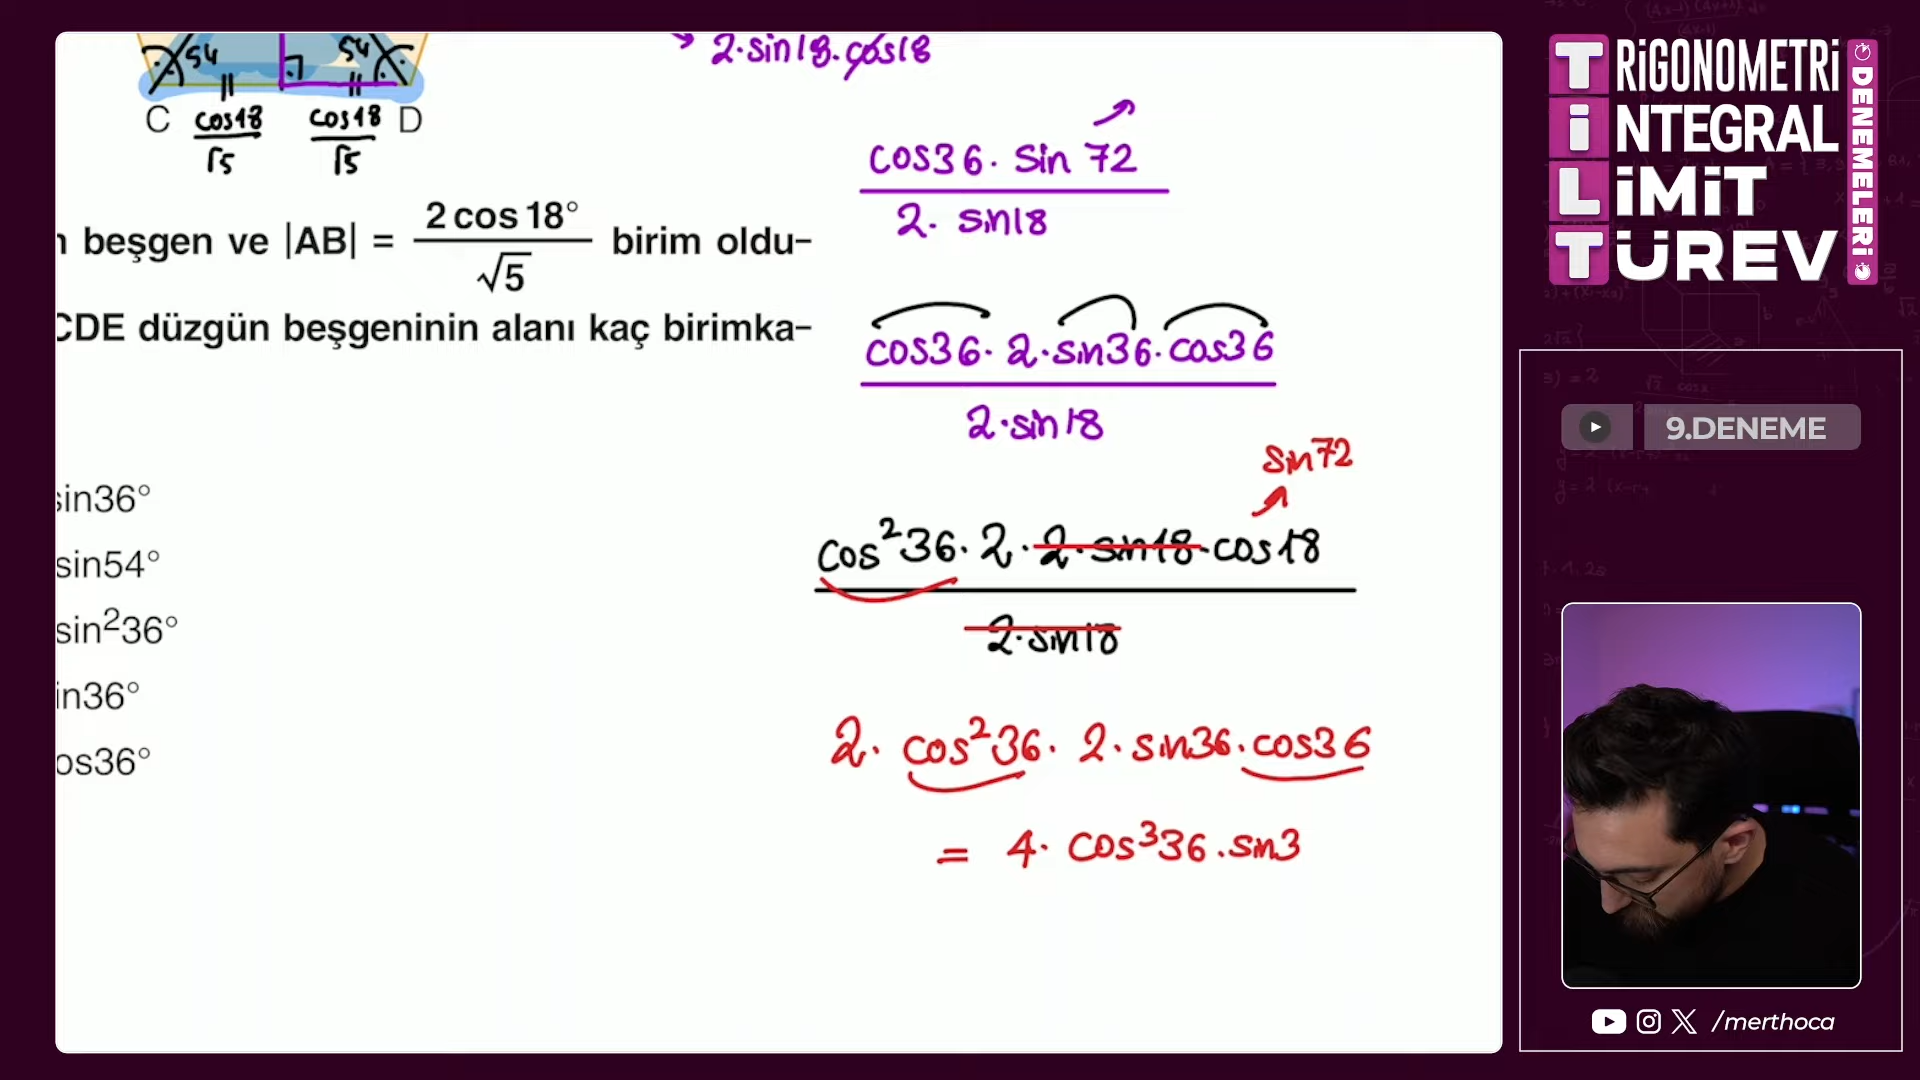 54 54
2·sin18·cos18
C cos18/√5 cos18/√5 D
cos36· sin 72
2· sin18
beşgen ve |AB| = 2 cos 18° / √5 birim oldu-
CDE düzgün beşgeninin alanı kaç birimka-
cos36· 2·sin36·cos36
2·sin18
sin72
sin36°
sin54°
sin²36°
in36°
os36°
cos²36· 2·2·sin18·cos18
2·sin18
2· cos²36· 2·sin36·cos36
= 4· cos³36·sin3
TRİGONOMETRİ
İNTEGRAL
LİMİT
TÜREV
DENEMELERİ
9.DENEME
/merthoca